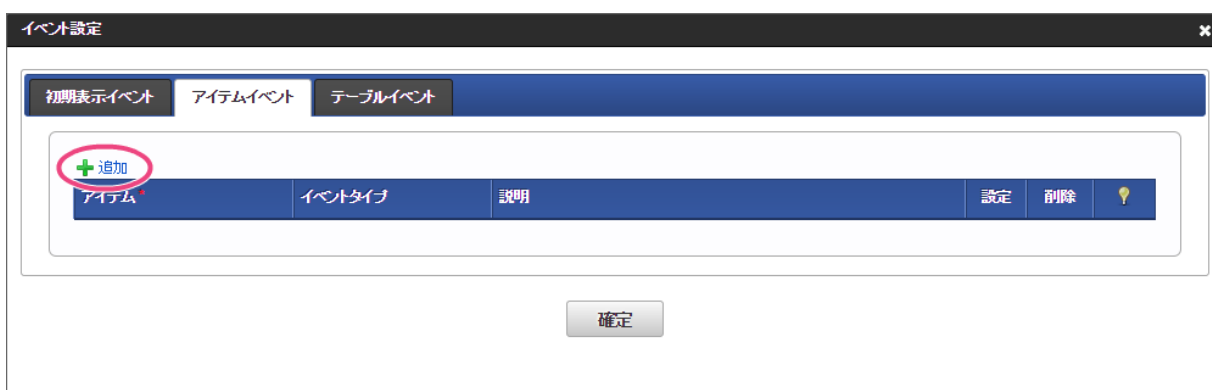 イベント設定
初期表示イベント アイテムイベント テーブルイベント
追加
アイテム* イベントタイプ 説明 設定 削除
確定